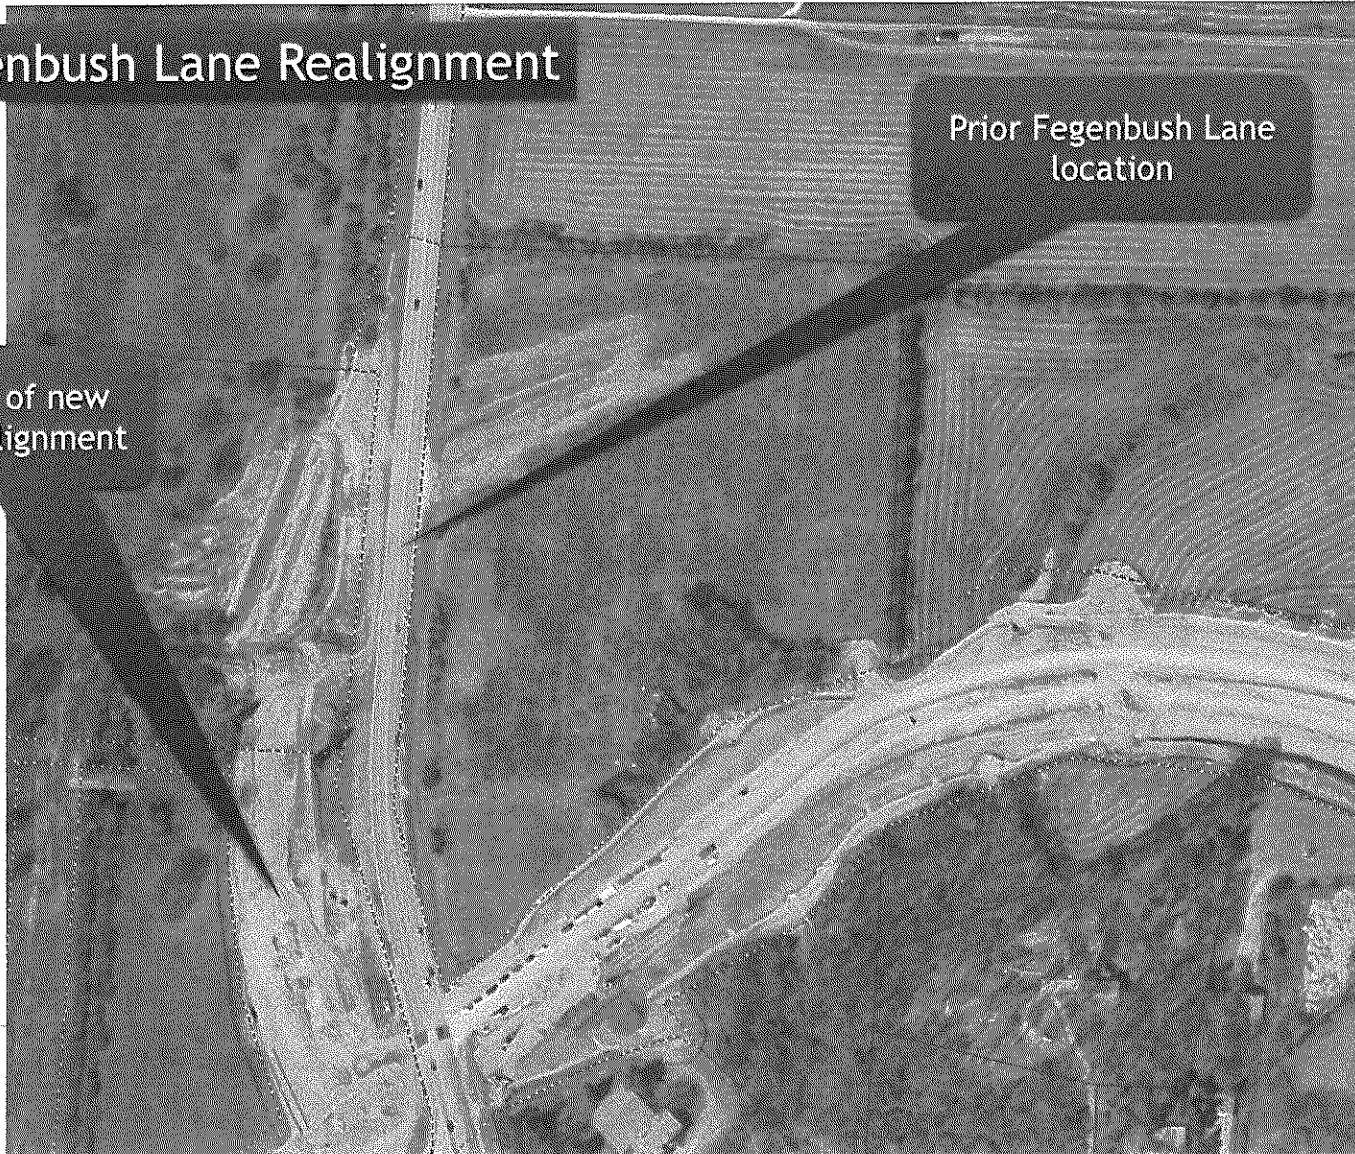 enbush Lane Realignment
Prior Fegenbush Lane
location
of new
lignment